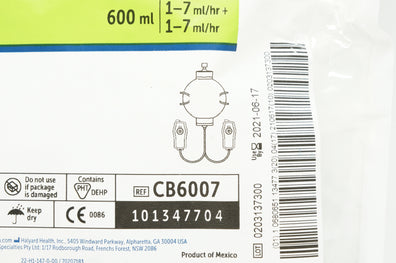 600 ml
1–7 ml/hr +
1–7 ml/hr
Do not use
if package
is damaged
Contains
PHT
DEHP
REF CB6007
Keep
dry
CE 0086
101347704
.com Halyard Health, Inc., 5405 Windward Parkway, Alpharetta, GA 30004 USA
Specialties Pty Ltd; 1/17 Rodborough Road, Frenchs Forest, NSW 2086
Product of Mexico
2021-06-17
LOT 0203137300